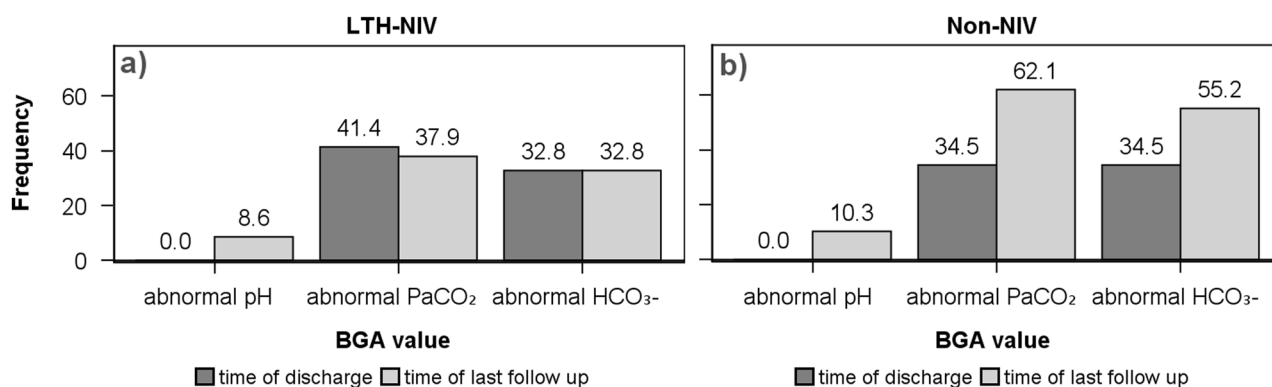 LTH-NIV
a)
Frequency
60
40
20
0
0.0
8.6
41.4
37.9
32.8
32.8
abnormal pH
abnormal PaCO₂
abnormal HCO₃-
BGA value
time of discharge
time of last follow up
Non-NIV
b)
0.0
10.3
34.5
62.1
34.5
55.2
abnormal pH
abnormal PaCO₂
abnormal HCO₃-
BGA value
time of discharge
time of last follow up